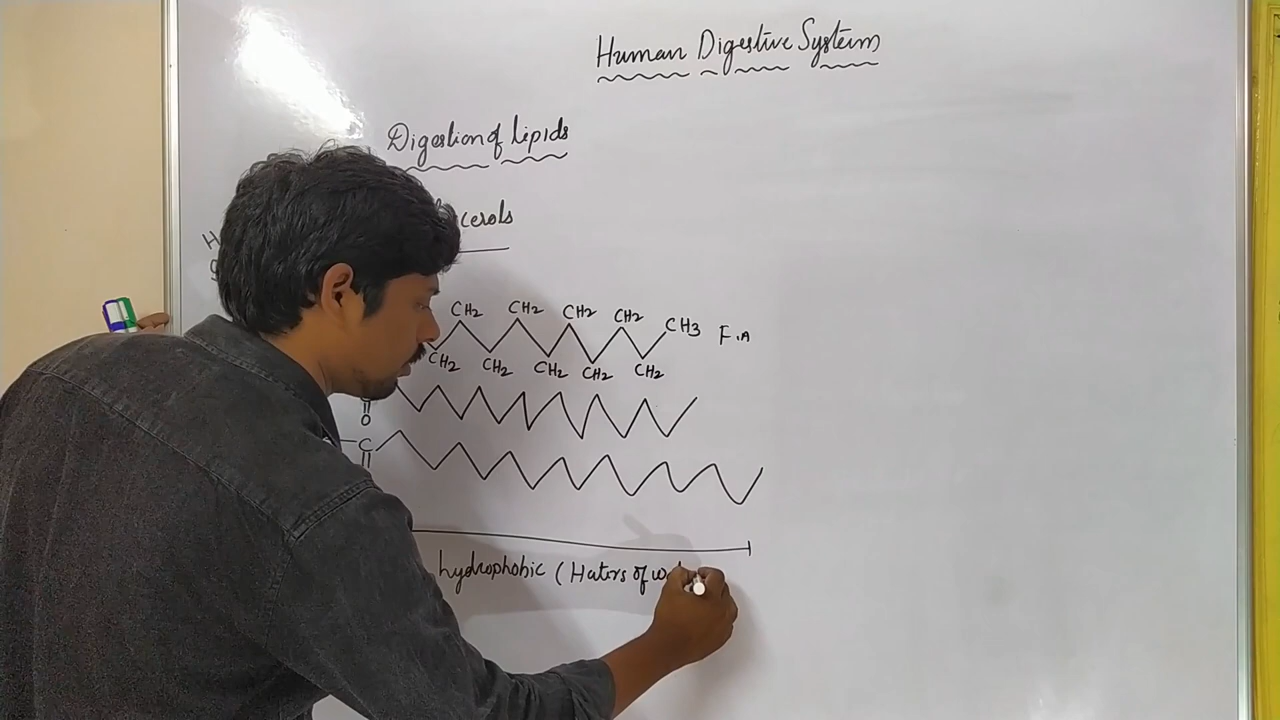 Human Digestive System
Digestion of lipids
cerols
H
CH2 CH2 CH2 CH2 CH3 F.A
CH2 CH2 CH2 CH2 CH2
O
C
hydrophobic (Haters of